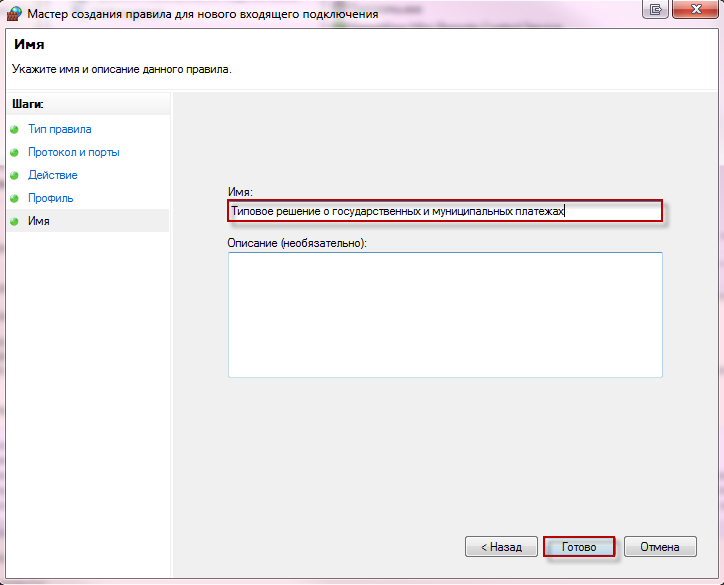 Мастер создания правила для нового входящего подключения
Имя
Укажите имя и описание данного правила.
Шаги:
Тип правила
Протокол и порты
Действие
Профиль
Имя
Имя:
Типовое решение о государственных и муниципальных платежах
Описание (необязательно):
< Назад
Готово
Отмена